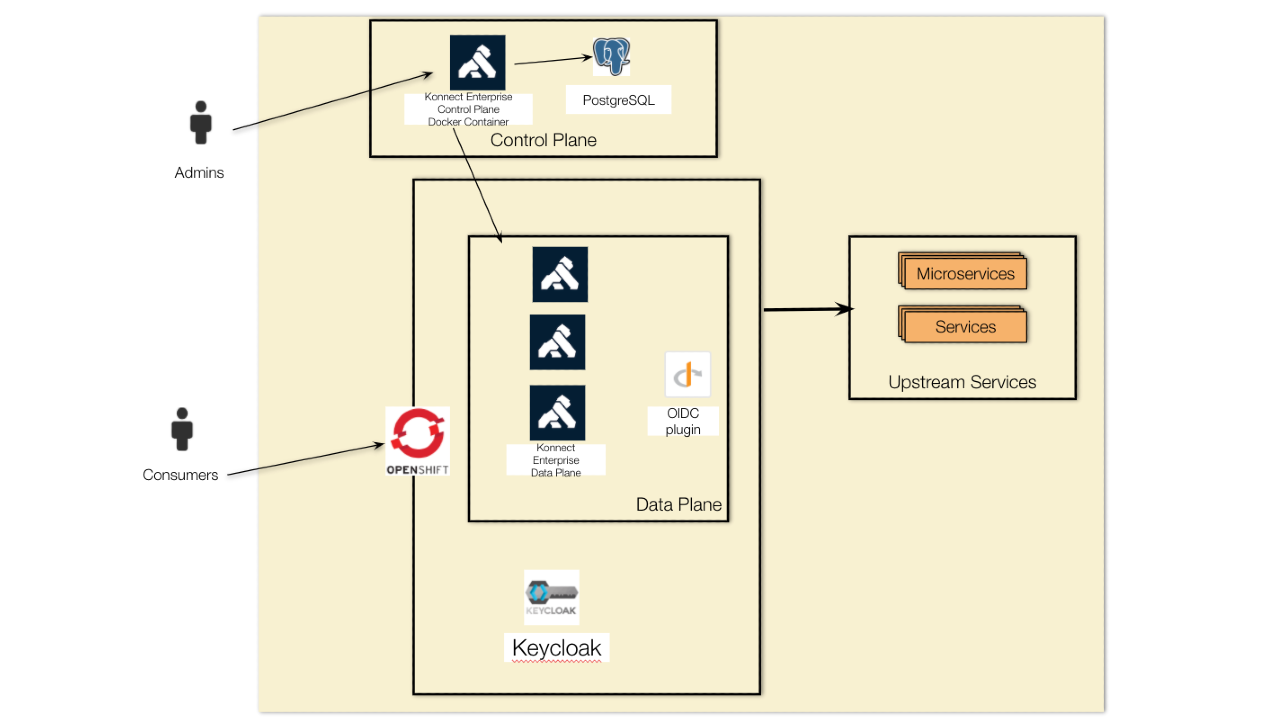 Konnect Enterprise
Control Plane
Docker Container
PostgreSQL
Control Plane
Admins
Microservices
Services
Upstream Services
OIDC
plugin
Konnect
Enterprise
Data Plane
Data Plane
OPENSHIFT
Consumers
KEYCLOAK
Keycloak